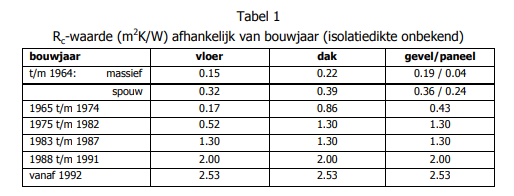 Tabel 1
Rc-waarde (m²K/W) afhankelijk van bouwjaar (isolatiedikte onbekend)
bouwjaar vloer dak gevel/paneel
t/m 1964: massief 0.15 0.22 0.19 / 0.04
spouw 0.32 0.39 0.36 / 0.24
1965 t/m 1974 0.17 0.86 0.43
1975 t/m 1982 0.52 1.30 1.30
1983 t/m 1987 1.30 1.30 1.30
1988 t/m 1991 2.00 2.00 2.00
vanaf 1992 2.53 2.53 2.53